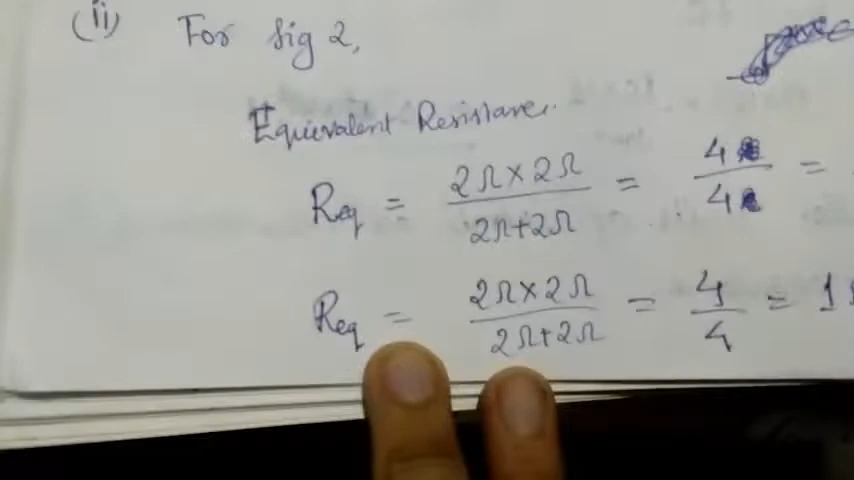 (ii) For fig 2,
Equivalent Resistance.
Req = 2Ω×2Ω / 2Ω+2Ω = 4 / 4 =
Req = 2Ω×2Ω / 2Ω+2Ω = 4 / 4 = 1